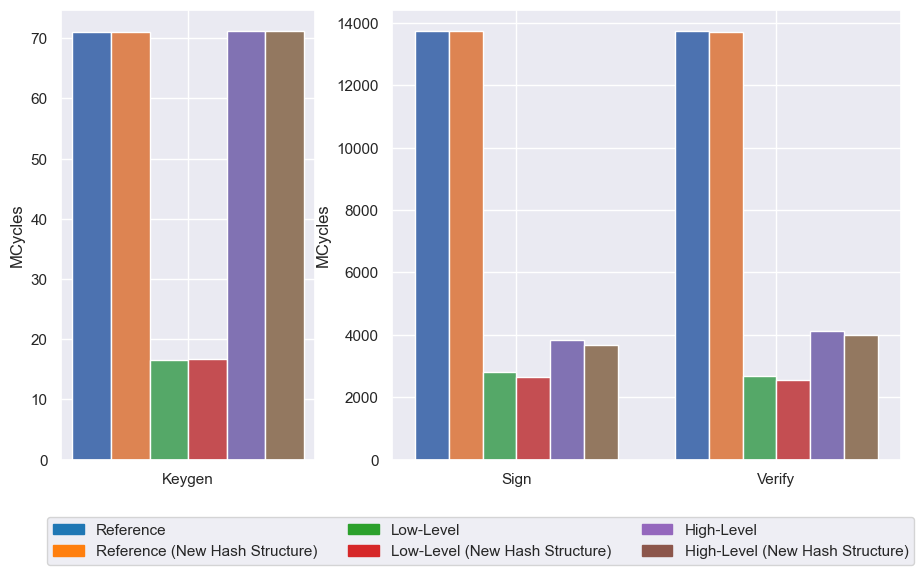 MCycles
70
60
50
40
30
20
10
0
Keygen
MCycles
14000
12000
10000
8000
6000
4000
2000
0
Sign
Verify
Reference
Reference (New Hash Structure)
Low-Level
Low-Level (New Hash Structure)
High-Level
High-Level (New Hash Structure)